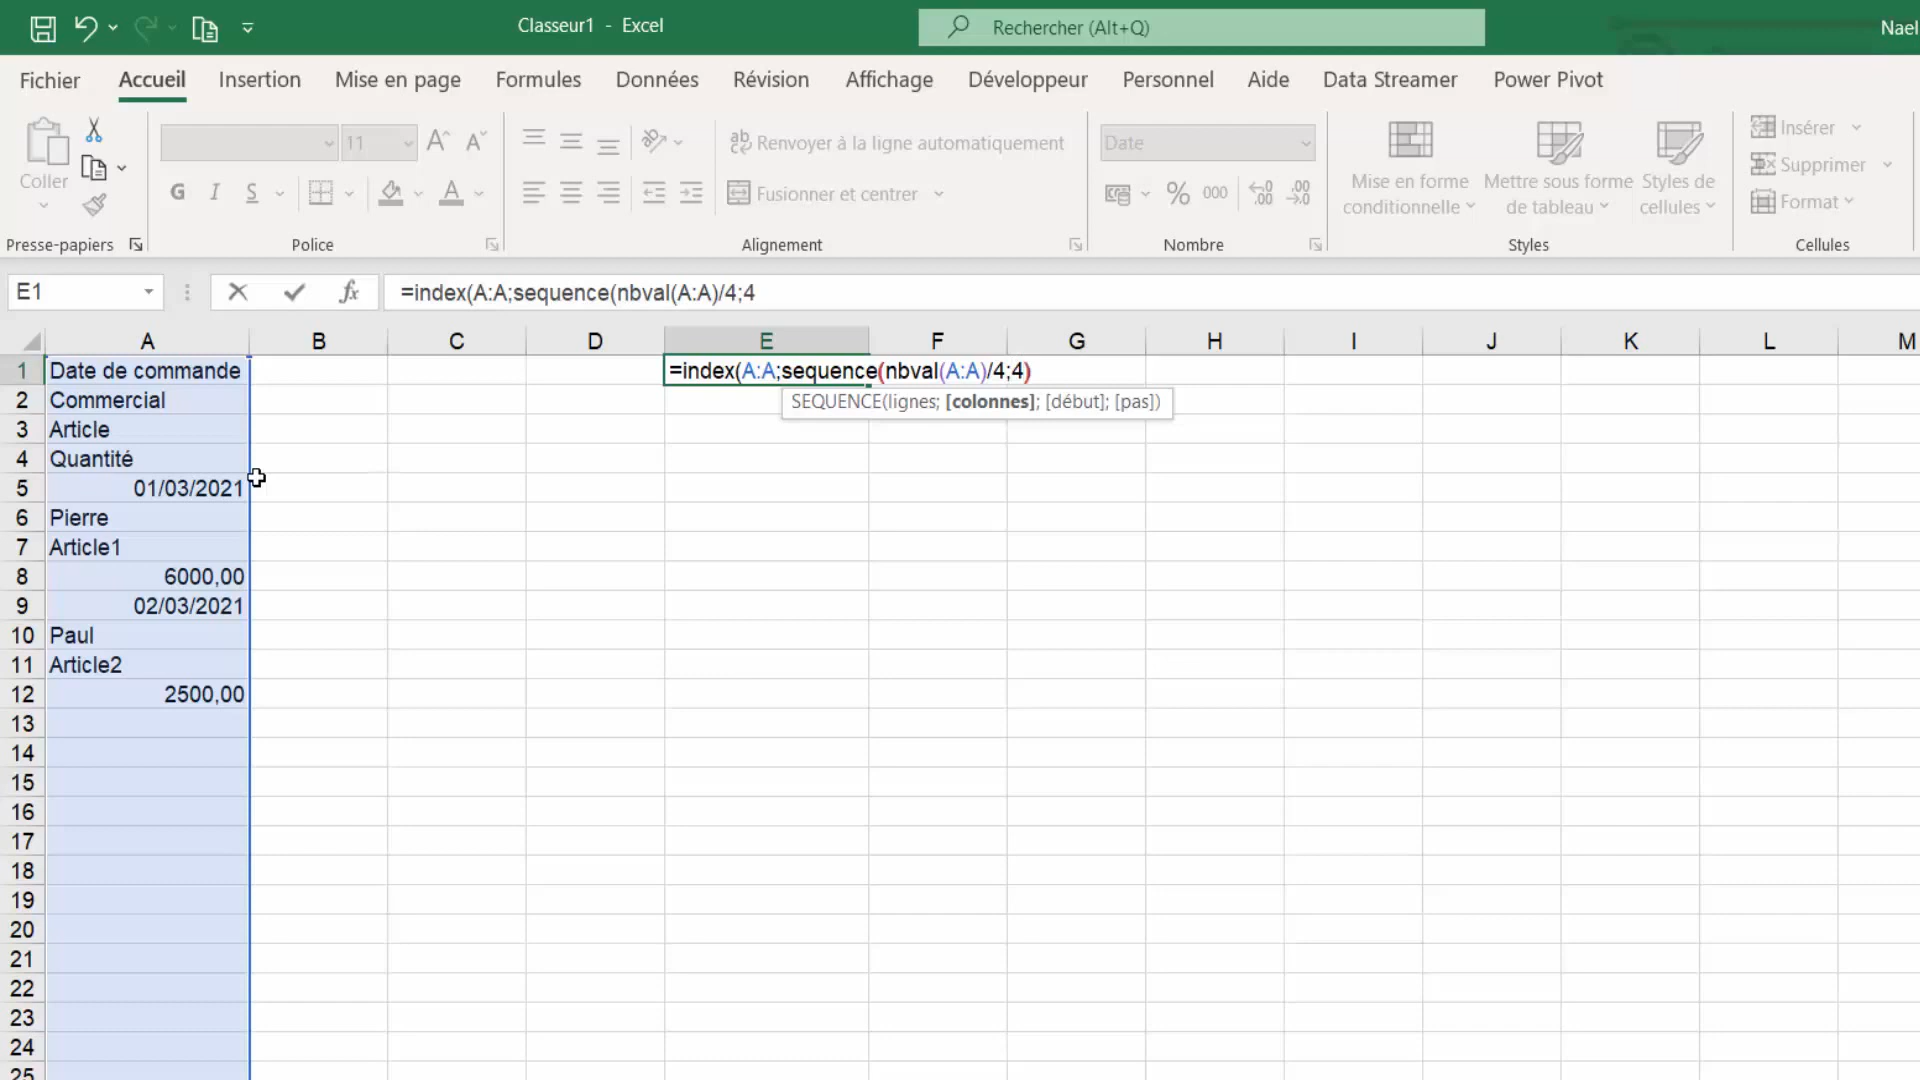 Classeur1 - Excel
Rechercher (Alt+Q)
Nael
Fichier Accueil Insertion Mise en page Formules Données Révision Affichage Développeur Personnel Aide Data Streamer Power Pivot
Coller
11
A A
ab Renvoyer à la ligne automatiquement
Date
Mise en forme conditionnelle
Mettre sous forme de tableau
Styles de cellules
Insérer
Supprimer
Format
G I S
A
Fusionner et centrer
% 000
Presse-papiers Police Alignement Nombre Styles Cellules
E1
fx
=index(A:A;sequence(nbval(A:A)/4;4
A B C D E F G H I J K L M
1 Date de commande =index(A:A;sequence(nbval(A:A)/4;4)
SEQUENCE(lignes; [colonnes]; [début]; [pas])
2 Commercial
3 Article
4 Quantité
5 01/03/2021
6 Pierre
7 Article1
8 6000,00
9 02/03/2021
10 Paul
11 Article2
12 2500,00
13
14
15
16
17
18
19
20
21
22
23
24
25